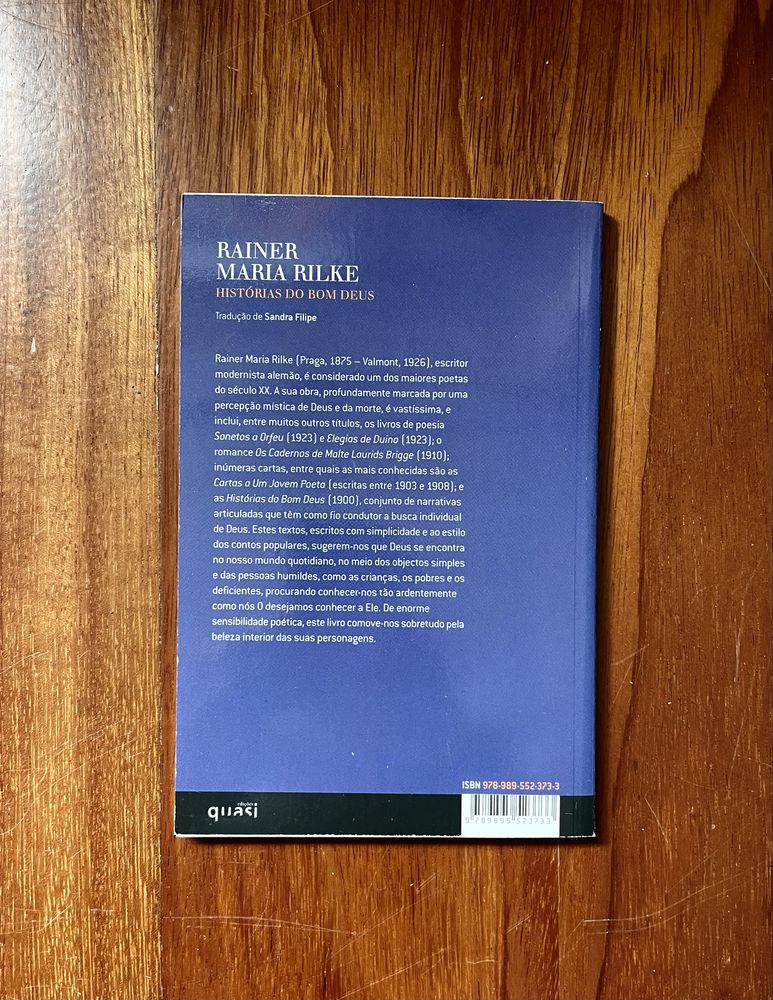 RAINER
MARIA RILKE
HISTÓRIAS DO BOM DEUS
Tradução de Sandra Filipe
Rainer Maria Rilke (Praga, 1875 – Valmont, 1926), escritor
modernista alemão, é considerado um dos maiores poetas
do século XX. A sua obra, profundamente marcada por uma
percepção mística de Deus e da morte, é vastíssima, e
inclui, entre muitos outros títulos, os livros de poesia
Sonetos a Orfeu (1923) e Elegias de Duino (1923); o
romance Os Cadernos de Malte Laurids Brigge (1910);
inúmeras cartas, entre quais as mais conhecidas são as
Cartas a Um Jovem Poeta (escritas entre 1903 e 1908); e
as Histórias do Bom Deus (1900), conjunto de narrativas
articuladas que têm como fio condutor a busca individual
de Deus. Estes textos, escritos com simplicidade e ao estilo
dos contos populares, sugerem-nos que Deus se encontra
no nosso mundo quotidiano, no meio dos objectos simples
e das pessoas humildes, como as crianças, os pobres e os
deficientes, procurando conhecer-nos tão ardentemente
como nós O desejamos conhecer a Ele. De enorme
sensibilidade poética, este livro comove-nos sobretudo pela
beleza interior das suas personagens.
ISBN 978-989-552-373-3
edições
quasi
9 789895 523733